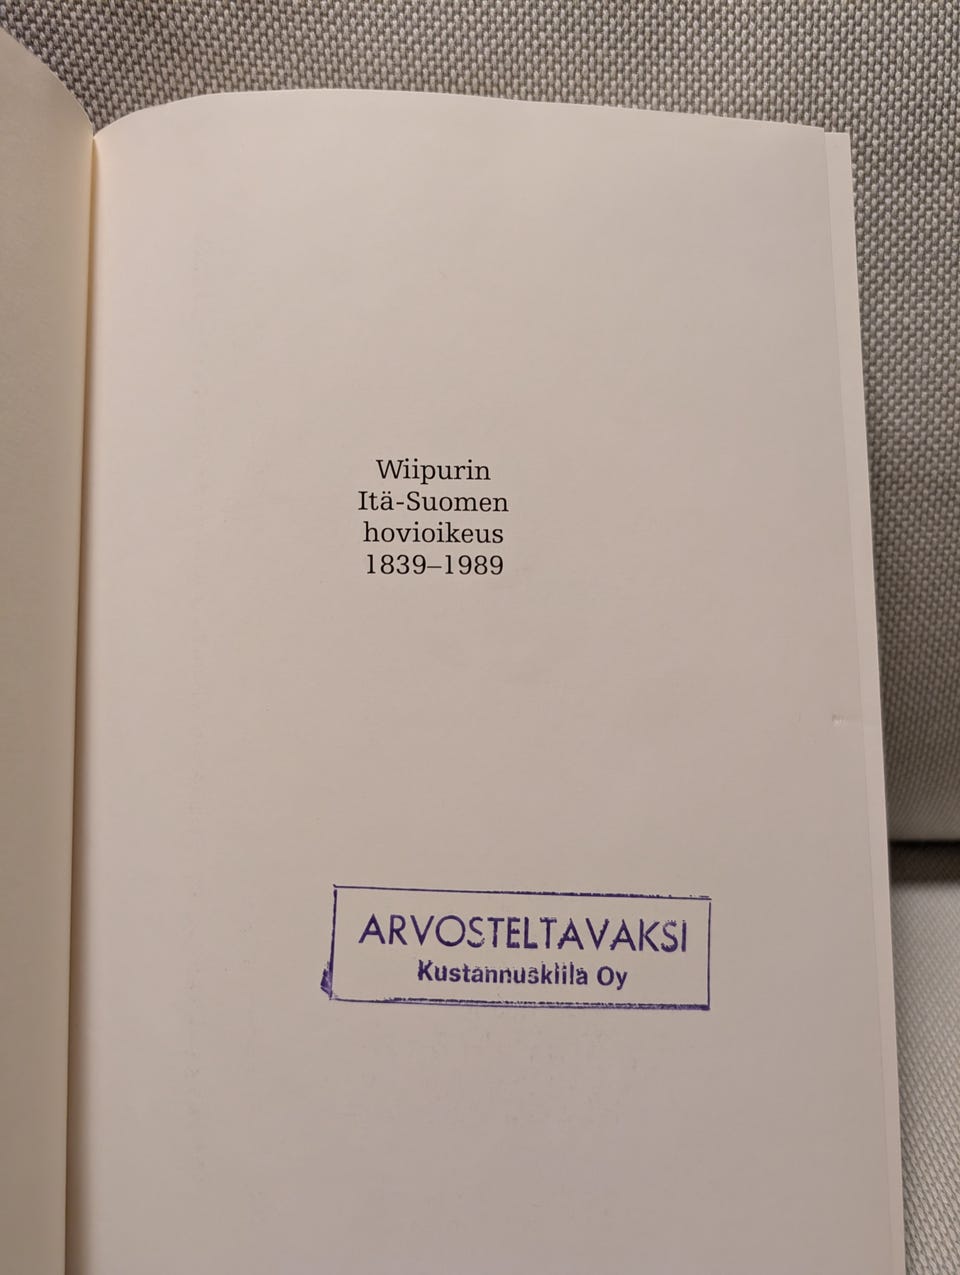 Wiipurin
Itä-Suomen
hovioikeus
1839–1989
ARVOSTELTAVAKSI
Kustannuskiila Oy